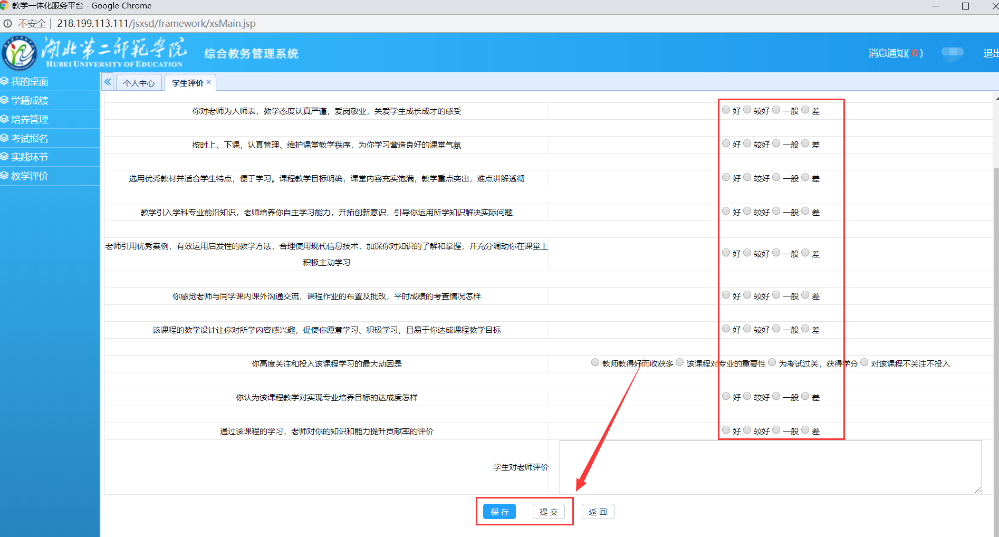 教学一体化服务平台 - Google Chrome
不安全 | 218.199.113.111/jsxsd/framework/xsMain.jsp
湖北第二师范学院
HUBEI UNIVERSITY OF EDUCATION
综合教务管理系统
消息通知( 0 )
退出
我的桌面
学籍成绩
培养管理
考试报名
实践环节
教学评价
个人中心
学生评价
你对老师为人师表，教学态度认真严谨，爱岗敬业，关爱学生成长成才的感受
好 较好 一般 差
按时上、下课，认真管理、维护课堂教学秩序，为你学习营造良好的课堂气氛
好 较好 一般 差
选用优秀教材并适合学生特点，便于学习。课程教学目标明确，课堂内容充实饱满，教学重点突出，难点讲解透彻
好 较好 一般 差
教学引入学科专业前沿知识，老师培养你自主学习能力，开拓创新意识，引导你运用所学知识解决实际问题
好 较好 一般 差
老师引用优秀案例，有效运用启发性的教学方法，合理使用现代信息技术，加深你对知识的了解和掌握，并充分调动你在课堂上
积极主动学习
好 较好 一般 差
你感觉老师与同学课内课外沟通交流，课程作业的布置及批改，平时成绩的考查情况怎样
好 较好 一般 差
该课程的教学设计让你对所学内容感兴趣，促使你愿意学习、积极学习，且易于你达成课程教学目标
好 较好 一般 差
你高度关注和投入该课程学习的最大动因是
教师教得好而收获多 该课程对专业的重要性 为考试过关，获得学分 对该课程不关注不投入
你认为该课程教学对实现专业培养目标的达成度怎样
好 较好 一般 差
通过该课程的学习，老师对你的知识和能力提升贡献率的评价
好 较好 一般 差
学生对老师评价
保 存
提 交
返 回